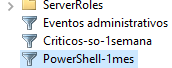 ServerRoles
Eventos administrativos
Criticos-so-1semana
PowerShell-1mes